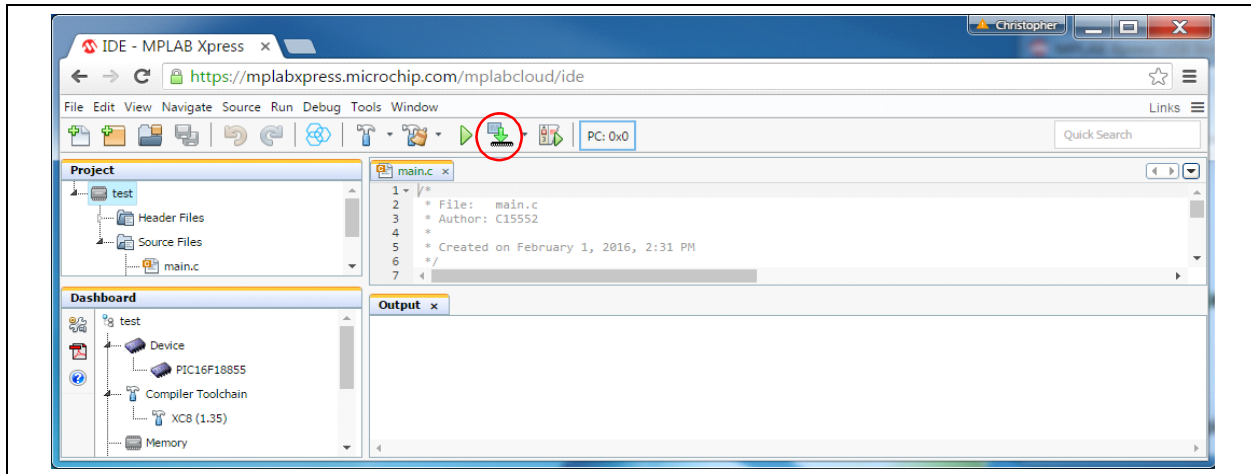 Christopher
IDE - MPLAB Xpress
https://mplabxpress.microchip.com/mplabcloud/ide
File Edit View Navigate Source Run Debug Tools Window Links
PC: 0x0 Quick Search
Project
test
Header Files
Source Files
main.c
main.c
1 /*
2 * File: main.c
3 * Author: C15552
4 *
5 * Created on February 1, 2016, 2:31 PM
6 */
7
Dashboard
test
Device
PIC16F18855
Compiler Toolchain
XC8 (1.35)
Memory
Output